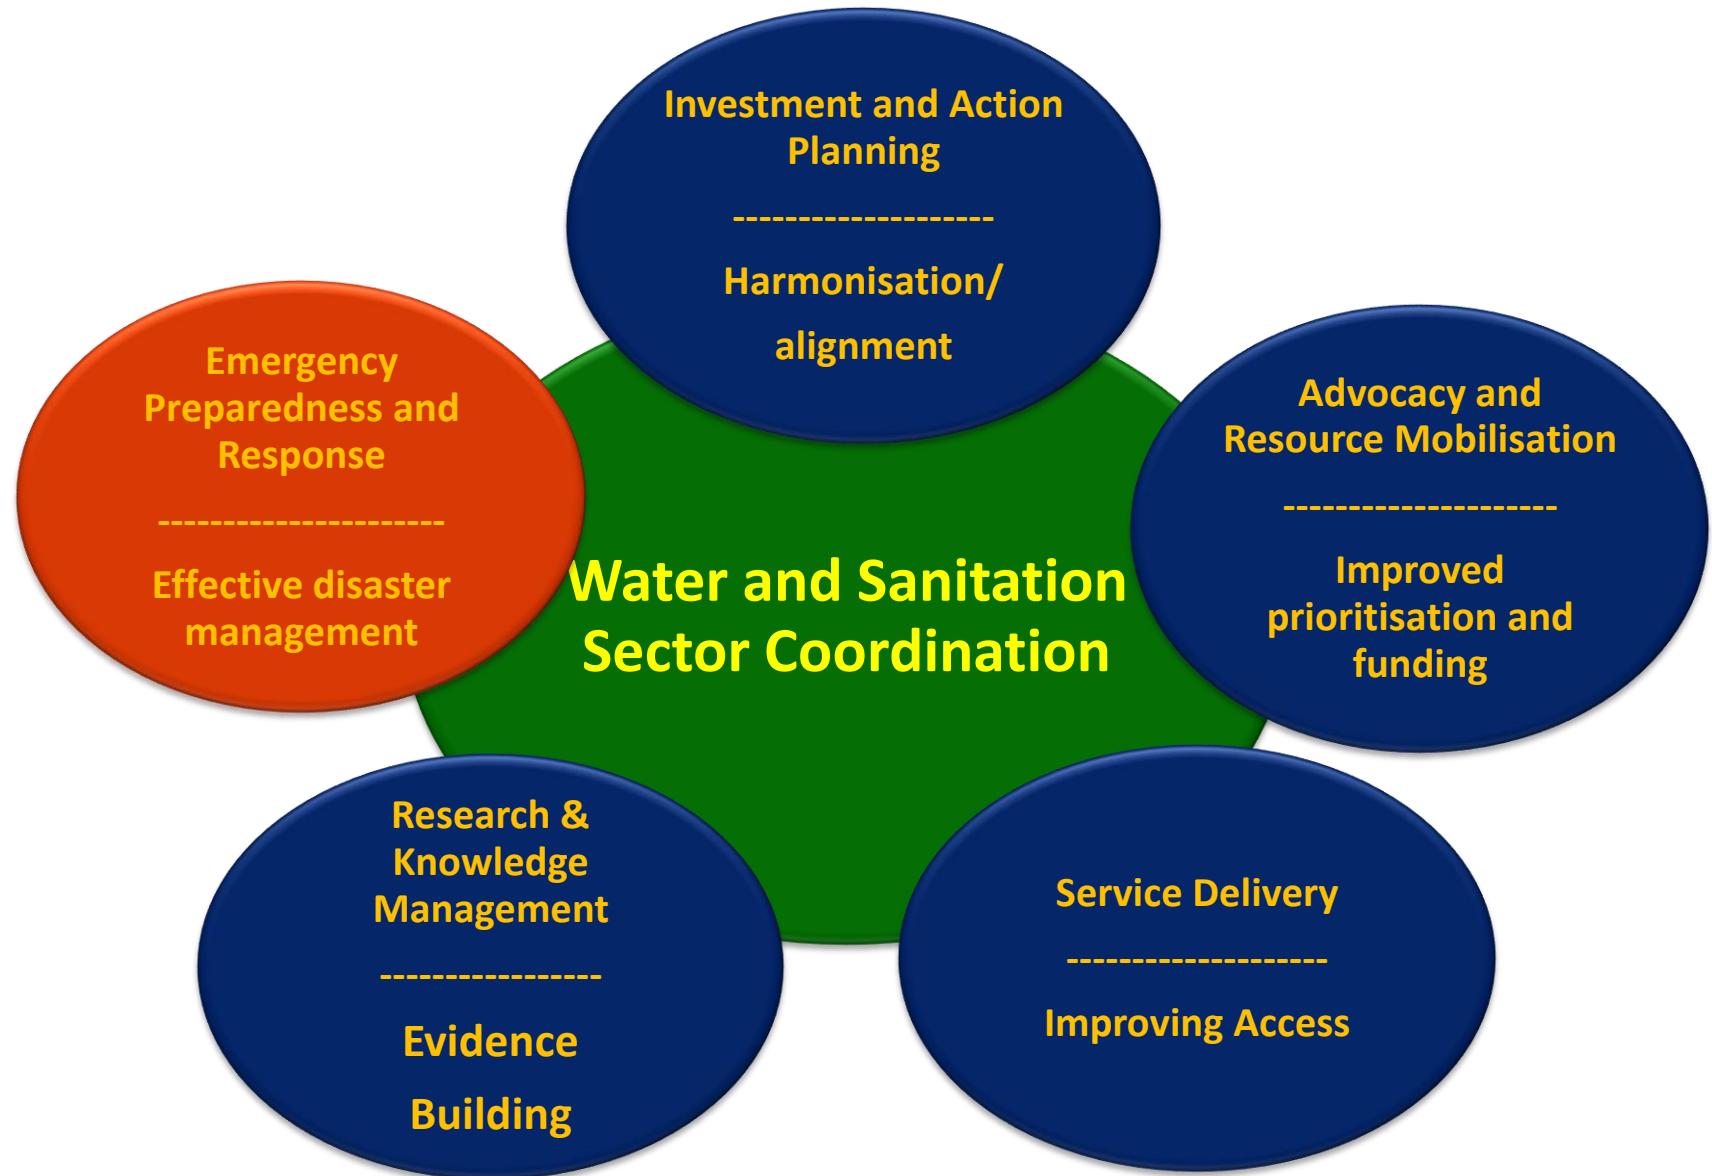 Investment and Action
Planning
--------------------
Harmonisation/
alignment
Emergency
Preparedness and
Response
----------------------
Effective disaster
management
Advocacy and
Resource Mobilisation
---------------------
Improved
prioritisation and
funding
Water and Sanitation
Sector Coordination
Research &
Knowledge
Management
-----------------
Evidence
Building
Service Delivery
--------------------
Improving Access